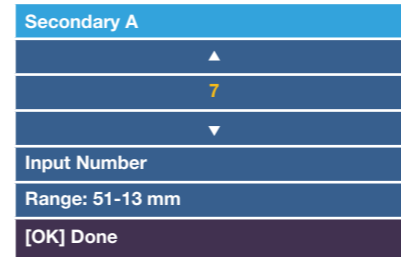 Secondary A
▲
7
▼
Input Number
Range: 51-13 mm
[OK] Done